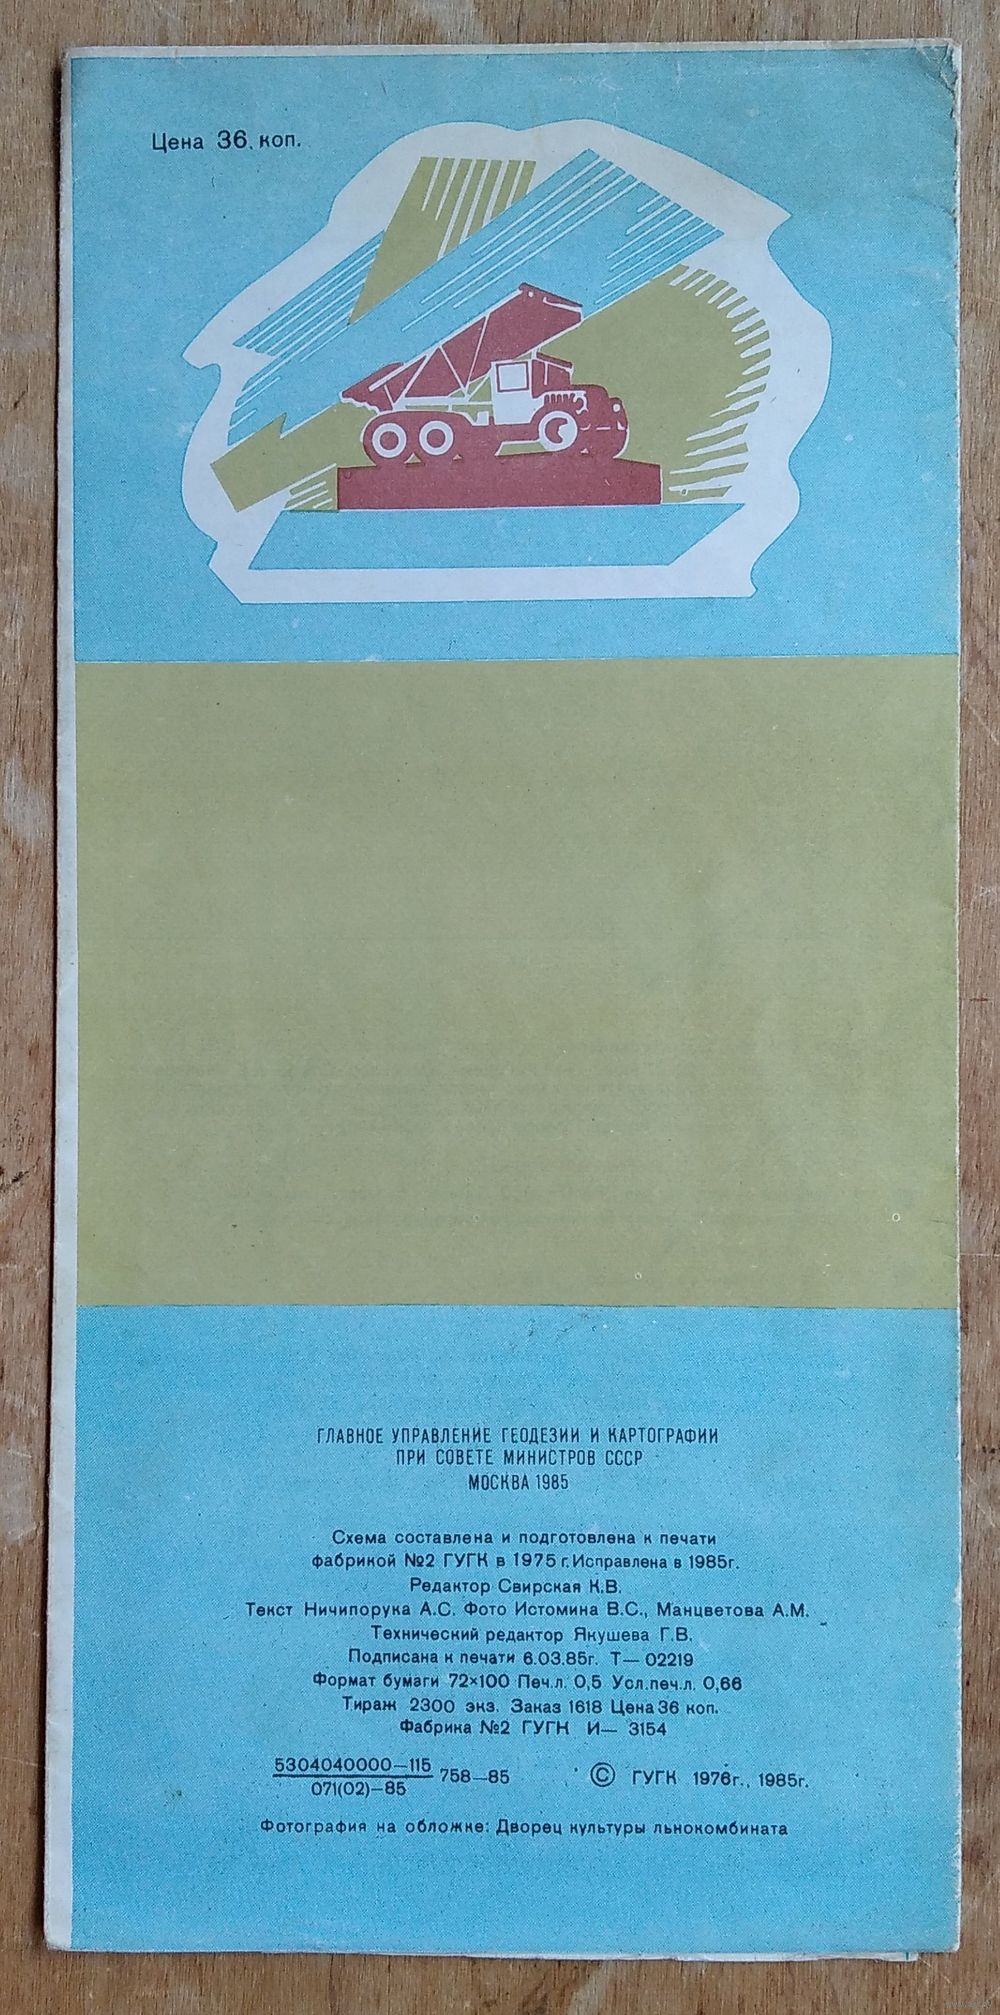 Цена 36 коп.
ГЛАВНОЕ УПРАВЛЕНИЕ ГЕОДЕЗИИ И КАРТОГРАФИИ
ПРИ СОВЕТЕ МИНИСТРОВ СССР
МОСКВА 1985
Схема составлена и подготовлена к печати
фабрикой №2 ГУГК в 1975 г. Исправлена в 1985г.
Редактор Свирская К.В.
Текст Ничипорука А.С. Фото Истомина В.С., Манцветова А.М.
Технический редактор Якушева Г.В.
Подписана к печати 6.03.85г. Т— 02219
Формат бумаги 72×100 Печ.л. 0,5 Усл.печ.л. 0,66
Тираж 2300 экз. Заказ 1618 Цена 36 коп.
Фабрика №2 ГУГК И— 3154
5304040000—115
071(02)—85
758—85
© ГУГК 1976г., 1985г.
Фотография на обложке: Дворец культуры льнокомбината